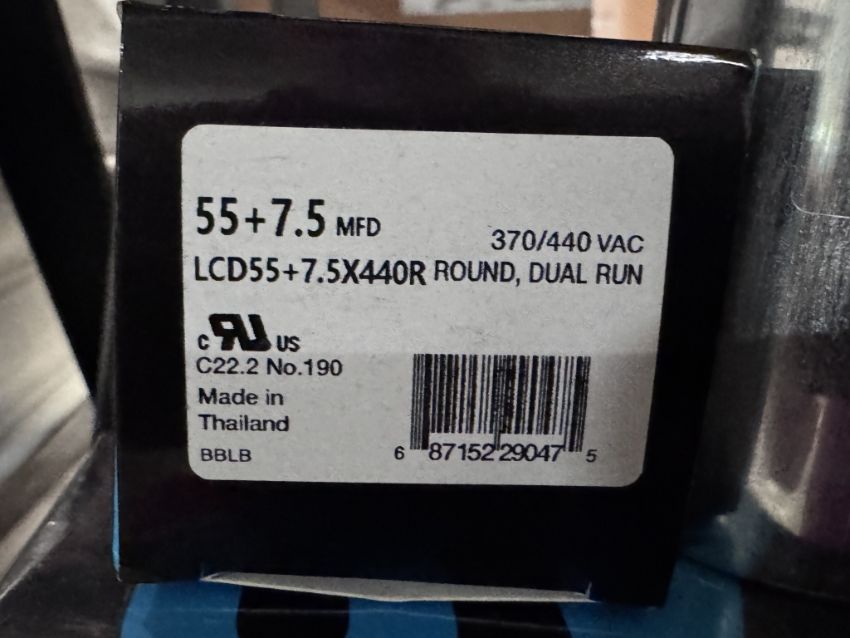 55+7.5 MFD 370/440 VAC
LCD55+7.5X440R ROUND, DUAL RUN
c RU US
C22.2 No.190
Made in
Thailand
BBLB
6 87152 29047 5